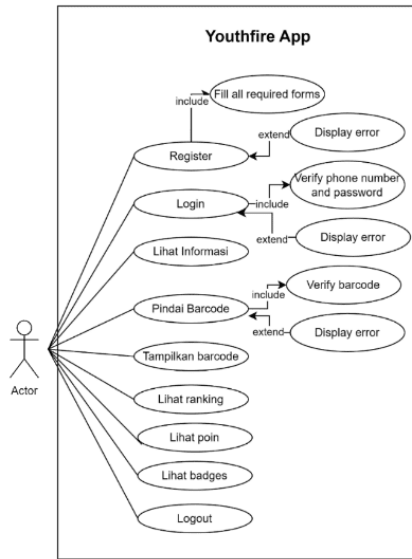 Youthfire App
Fill all required forms
include
extend
Display error
Register
Verify phone number
and password
Login
include
extend
Display error
Lihat Informasi
Verify barcode
include
Pindai Barcode
extend
Display error
Tampilkan barcode
Actor
Lihat ranking
Lihat poin
Lihat badges
Logout